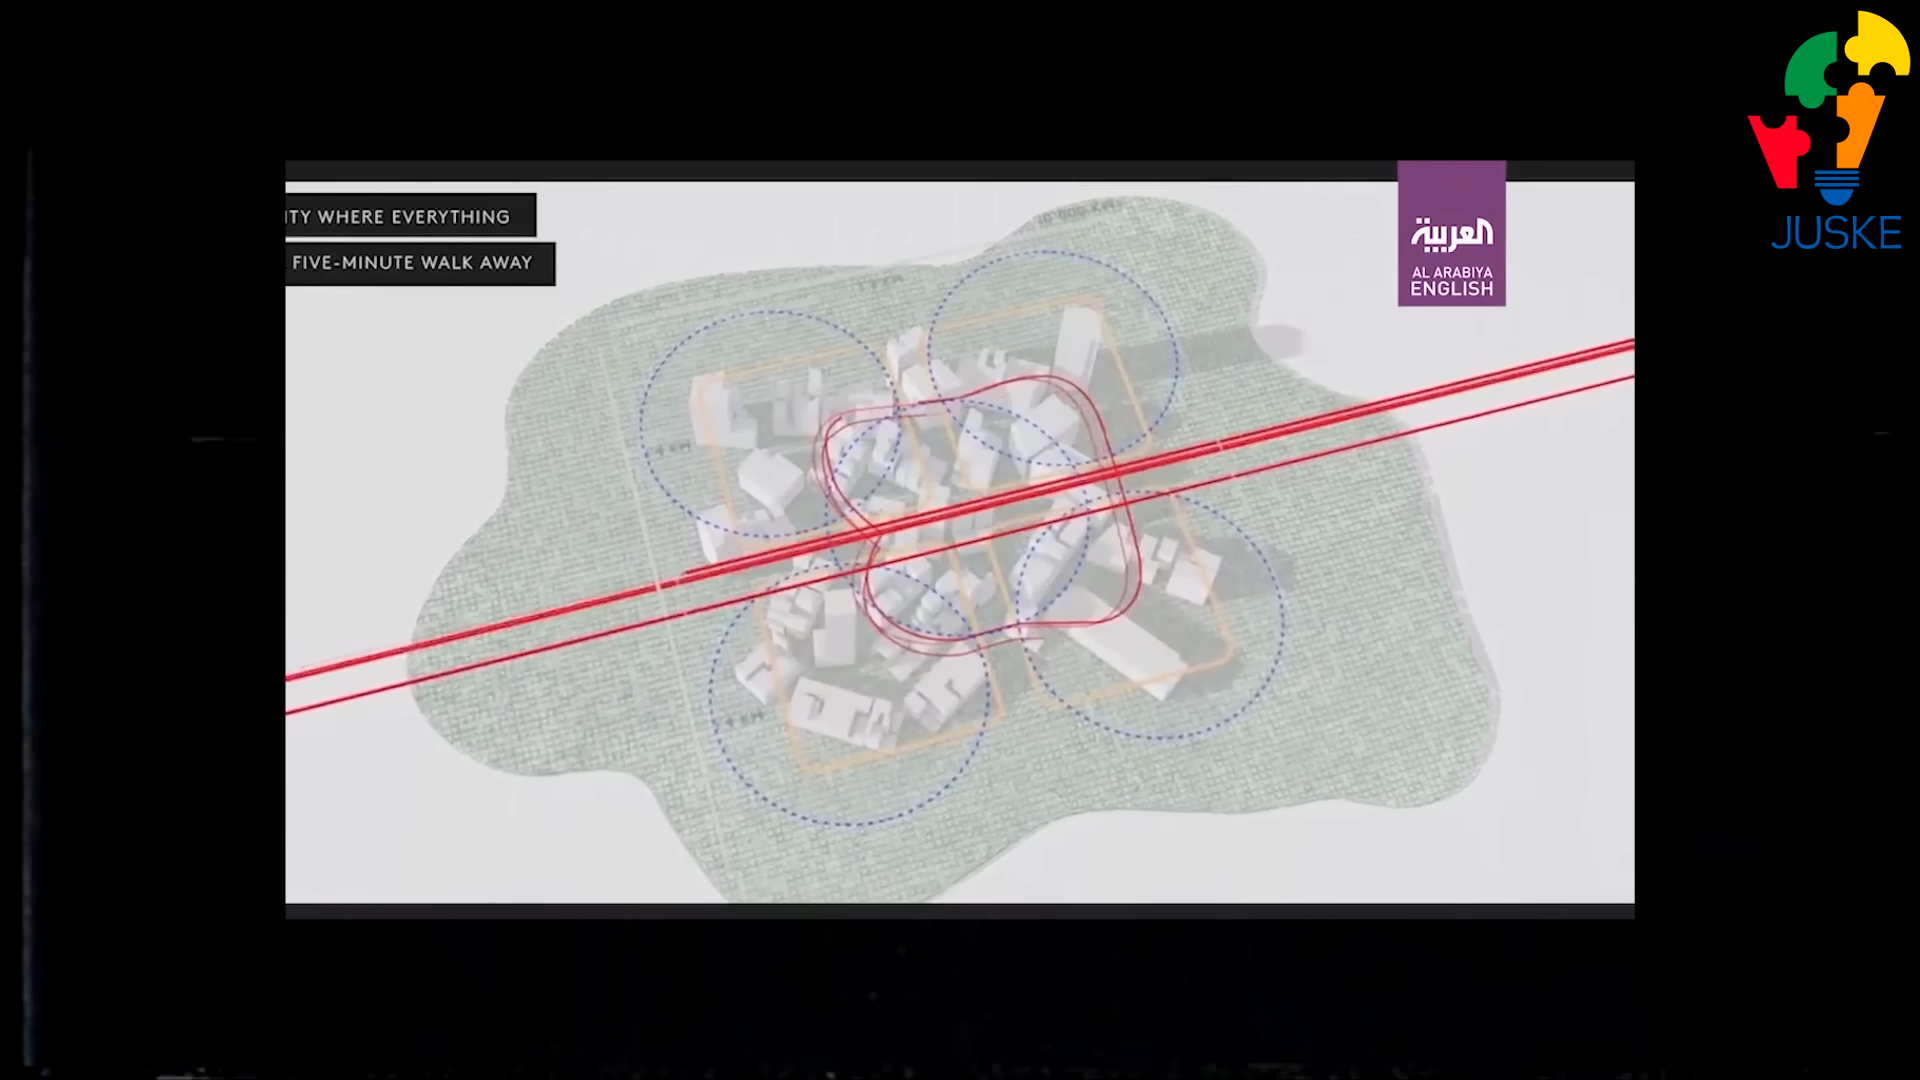 ITY WHERE EVERYTHING
FIVE-MINUTE WALK AWAY
العربية
AL ARABIYA
ENGLISH
JUSKE